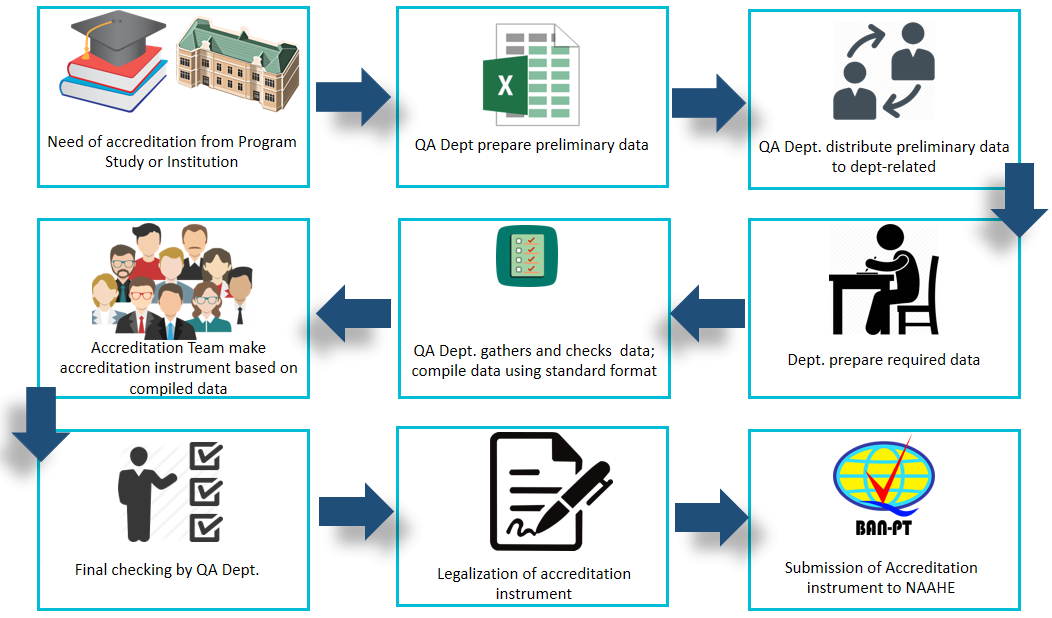 Need of accreditation from Program
Study or Institution
X
QA Dept prepare preliminary data
QA Dept. distribute preliminary data
to dept-related
Dept. prepare required data
QA Dept. gathers and checks  data;
compile data using standard format
Accreditation Team make
accreditation instrument based on
compiled data
Final checking by QA Dept.
Legalization of accreditation
instrument
BAN-PT
Submission of Accreditation
instrument to NAAHE